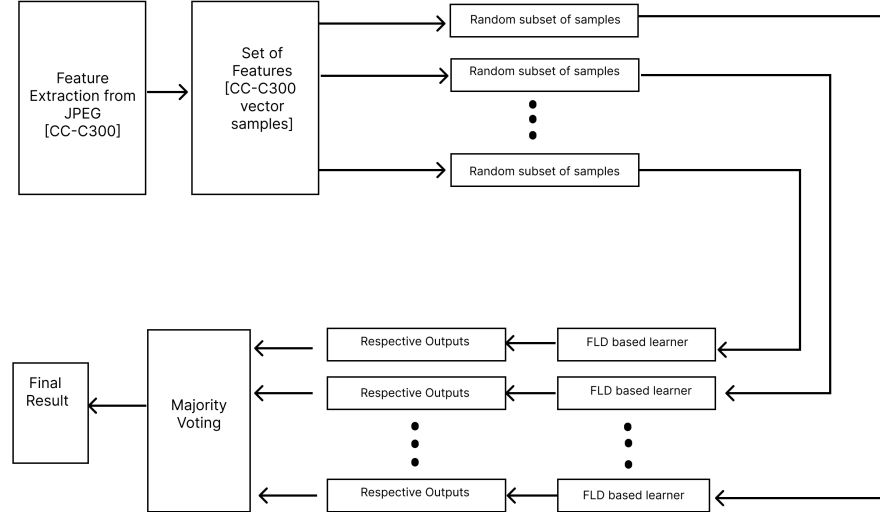 Feature
Extraction from
JPEG
[CC-C300]
Set of
Features
[CC-C300
vector
samples]
Random subset of samples
Random subset of samples
Random subset of samples
Respective Outputs
FLD based learner
Respective Outputs
FLD based learner
Respective Outputs
FLD based learner
Majority
Voting
Final
Result